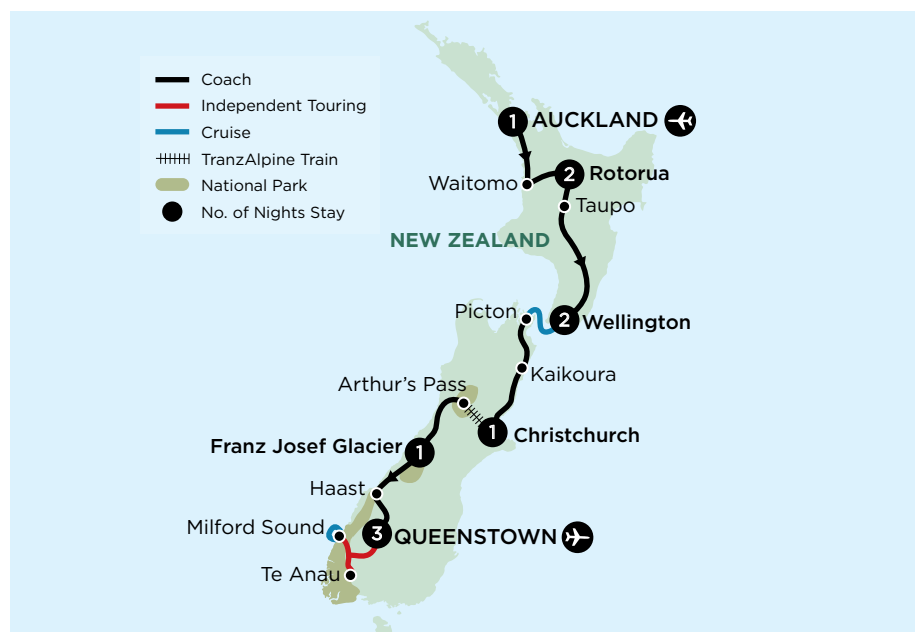 Coach
Independent Touring
Cruise
TranzAlpine Train
National Park
No. of Nights Stay
1 AUCKLAND
Waitomo
2 Rotorua
Taupo
NEW ZEALAND
Picton
2 Wellington
Kaikoura
Arthur's Pass
1 Christchurch
Franz Josef Glacier 1
Haast
Milford Sound
3 QUEENSTOWN
Te Anau